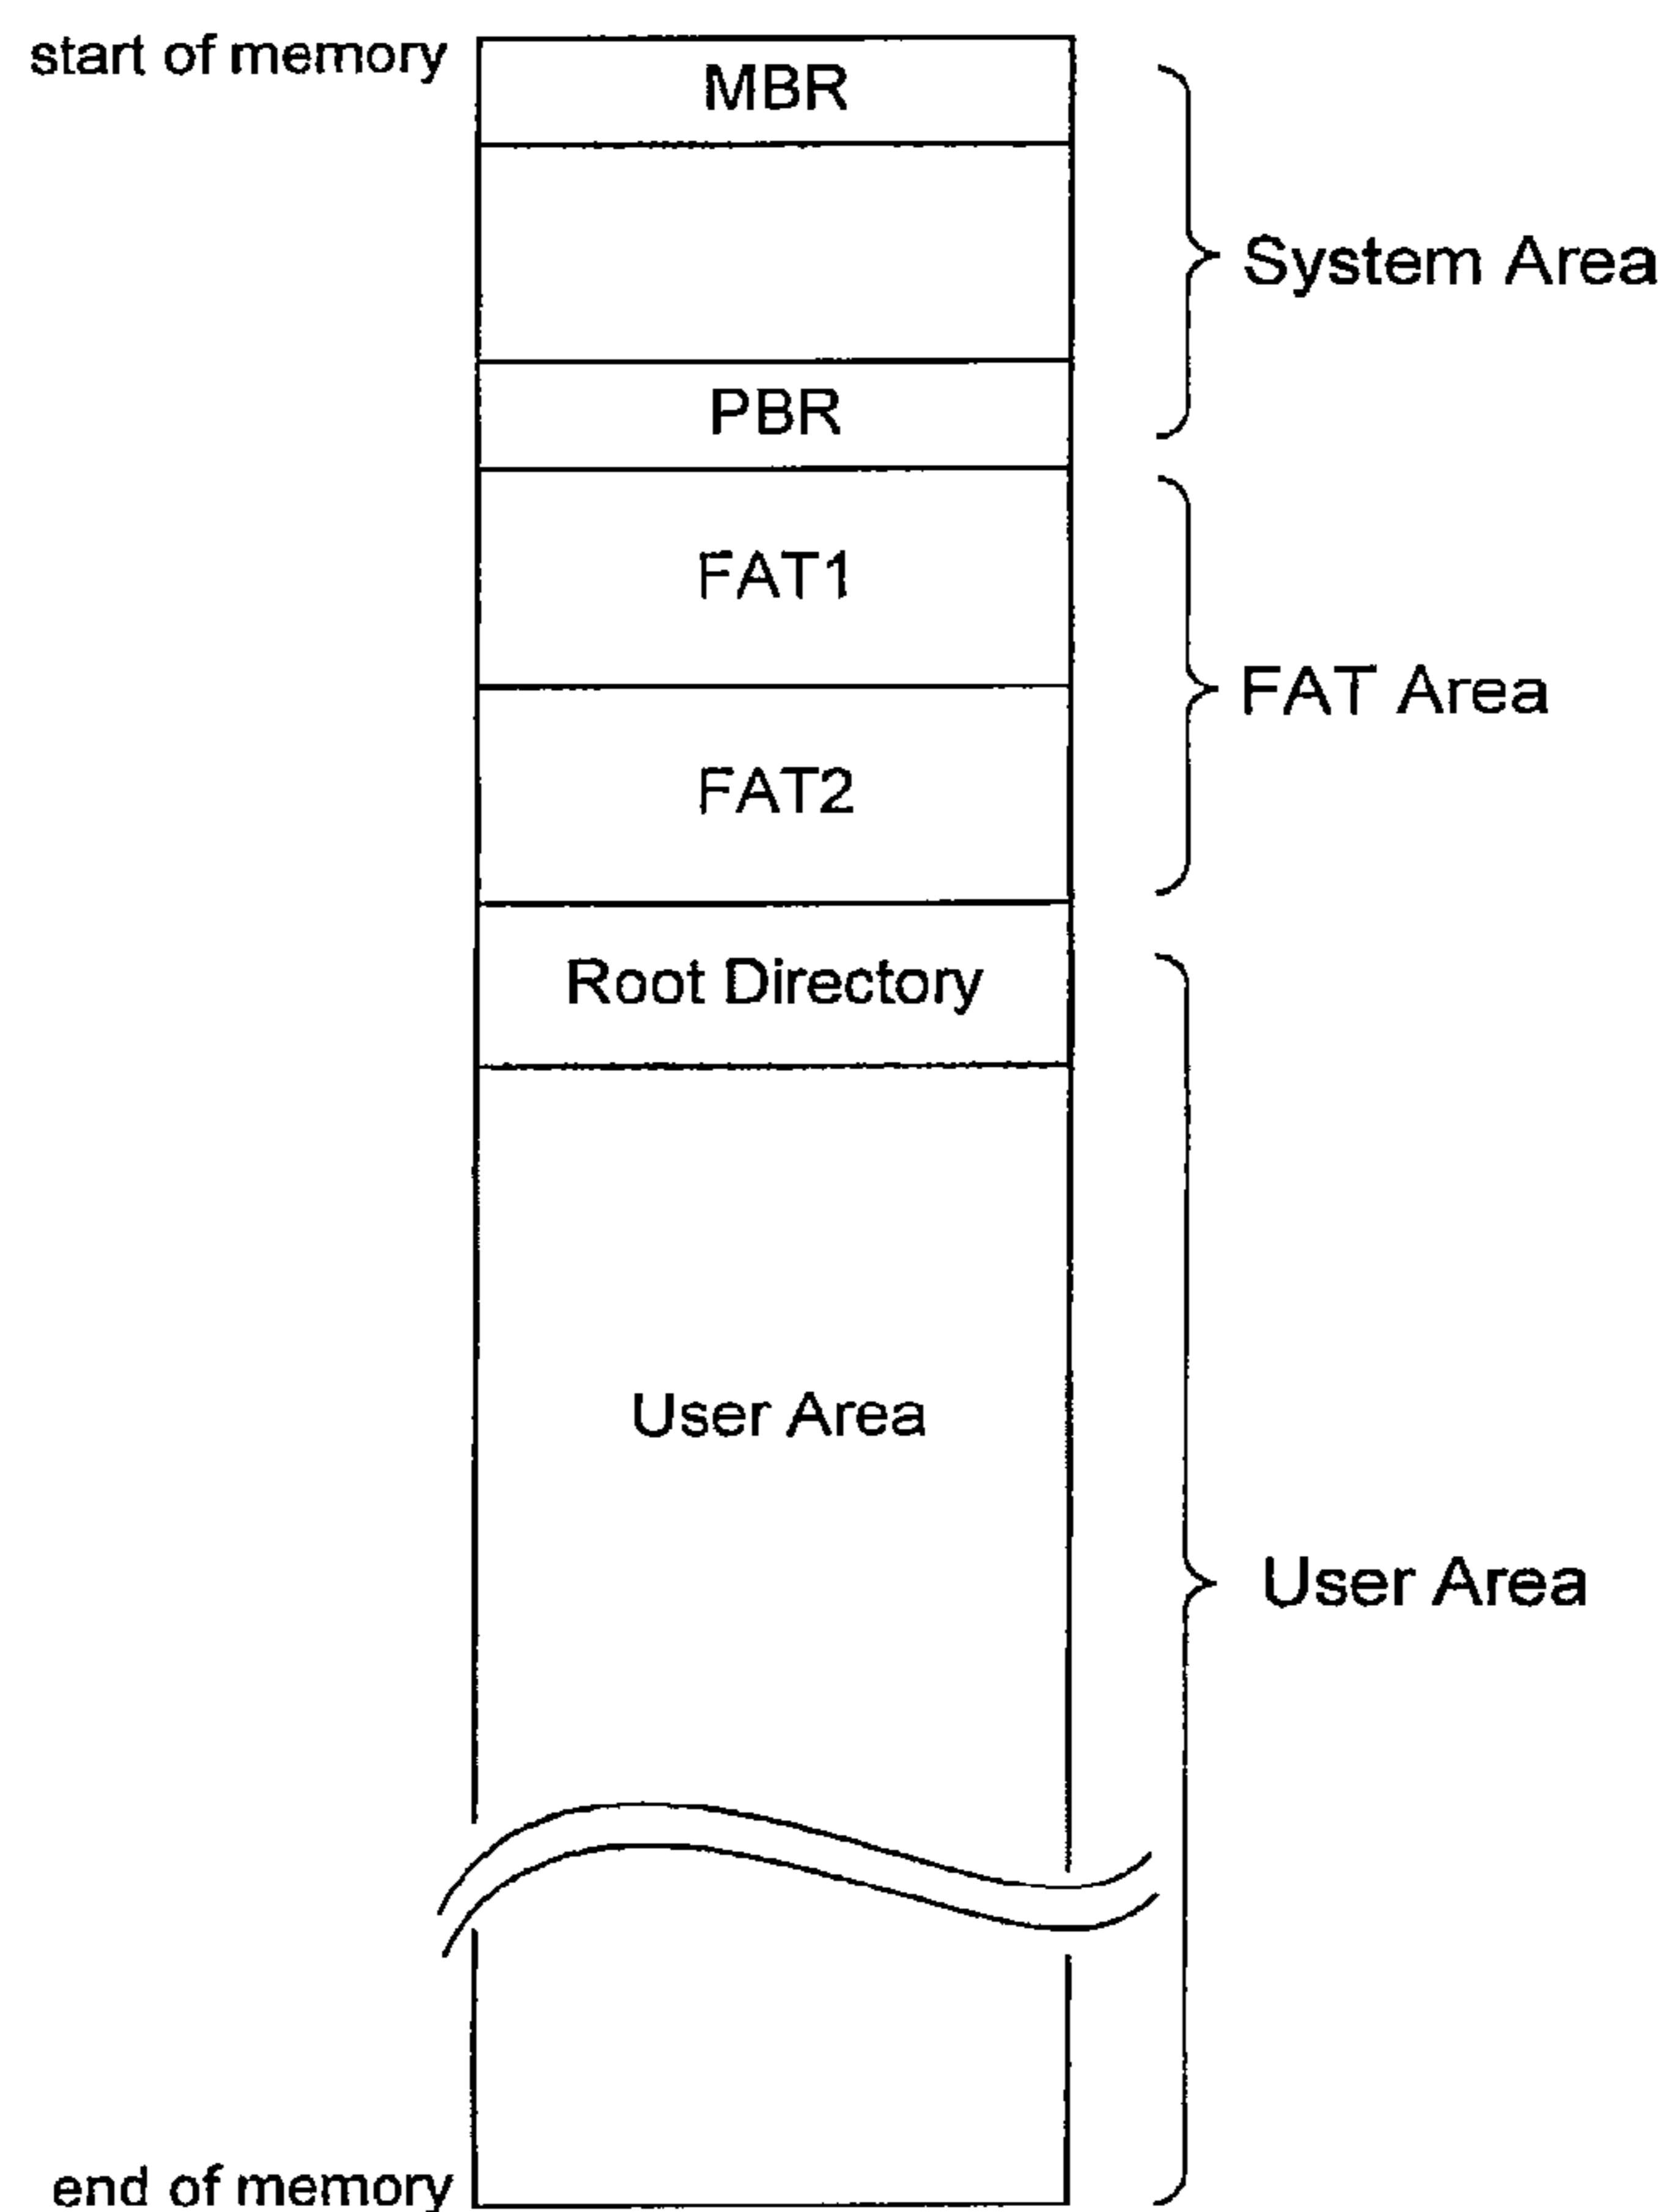 start of memory
MBR
System Area
PBR
FAT1
FAT Area
FAT2
Root Directory
User Area
User Area
end of memory